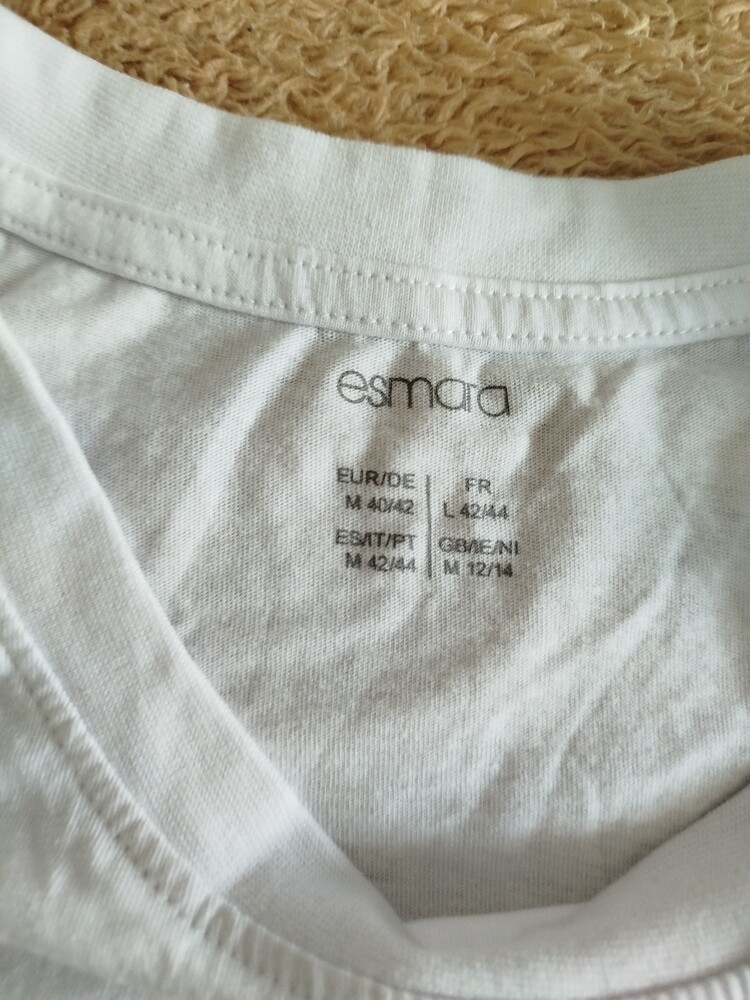 esmara
EUR/DE
M 40/42
FR
L 42/44
ES/IT/PT
M 42/44
GB/IE/NI
M 12/14